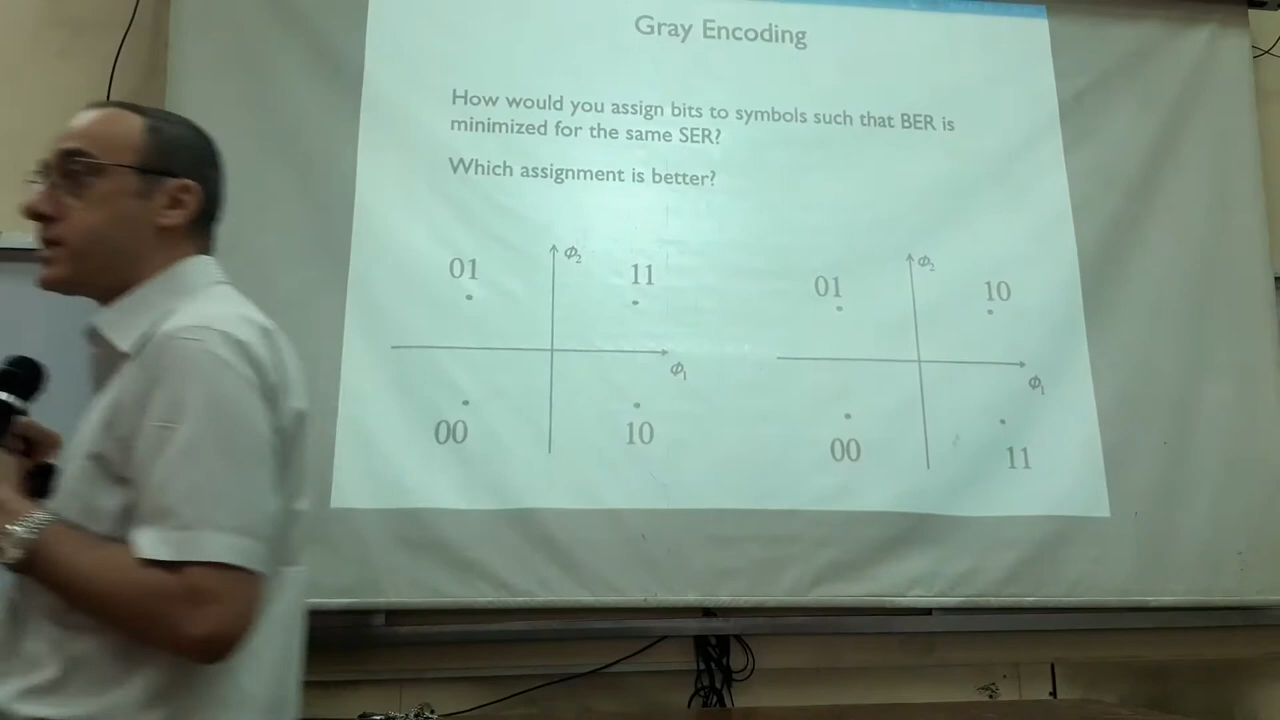 Gray Encoding
How would you assign bits to symbols such that BER is
minimized for the same SER?
Which assignment is better?
01
Φ₂
11
Φ₁
00
10
01
Φ₂
10
Φ₁
00
11